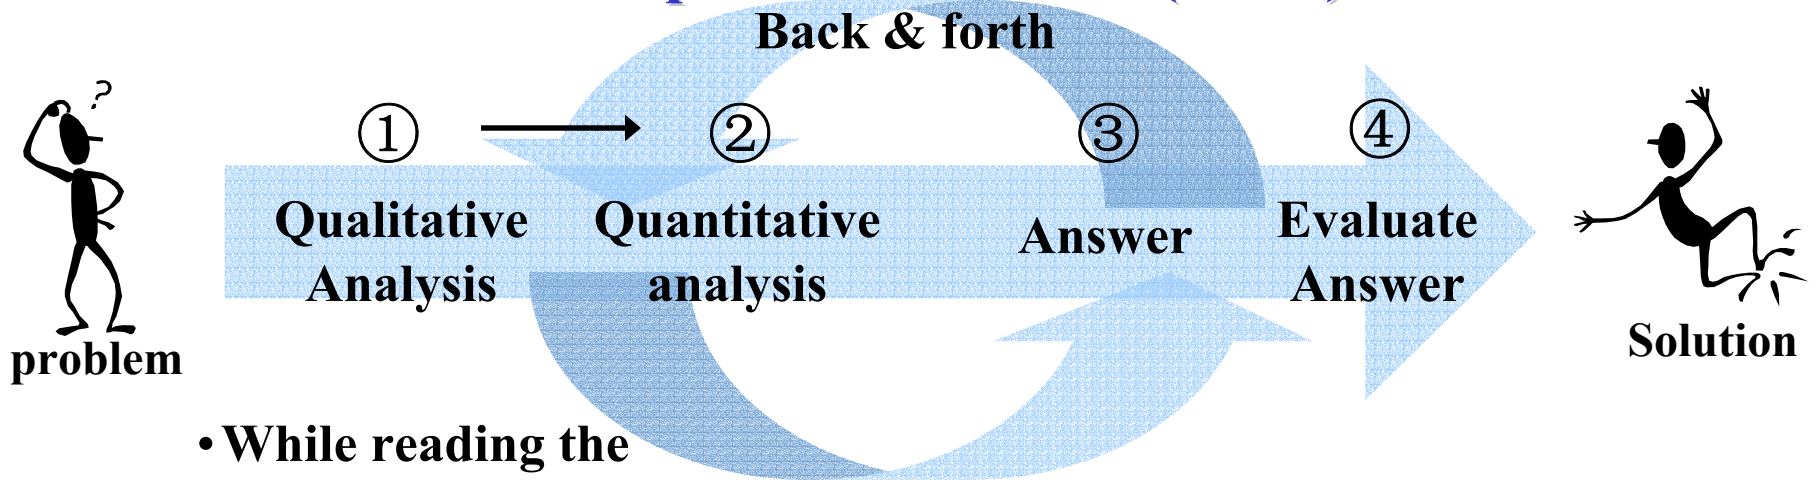 Back & forth
?
① ② ③ ④
Qualitative Analysis
Quantitative analysis
Answer
Evaluate Answer
problem
Solution
• While reading the